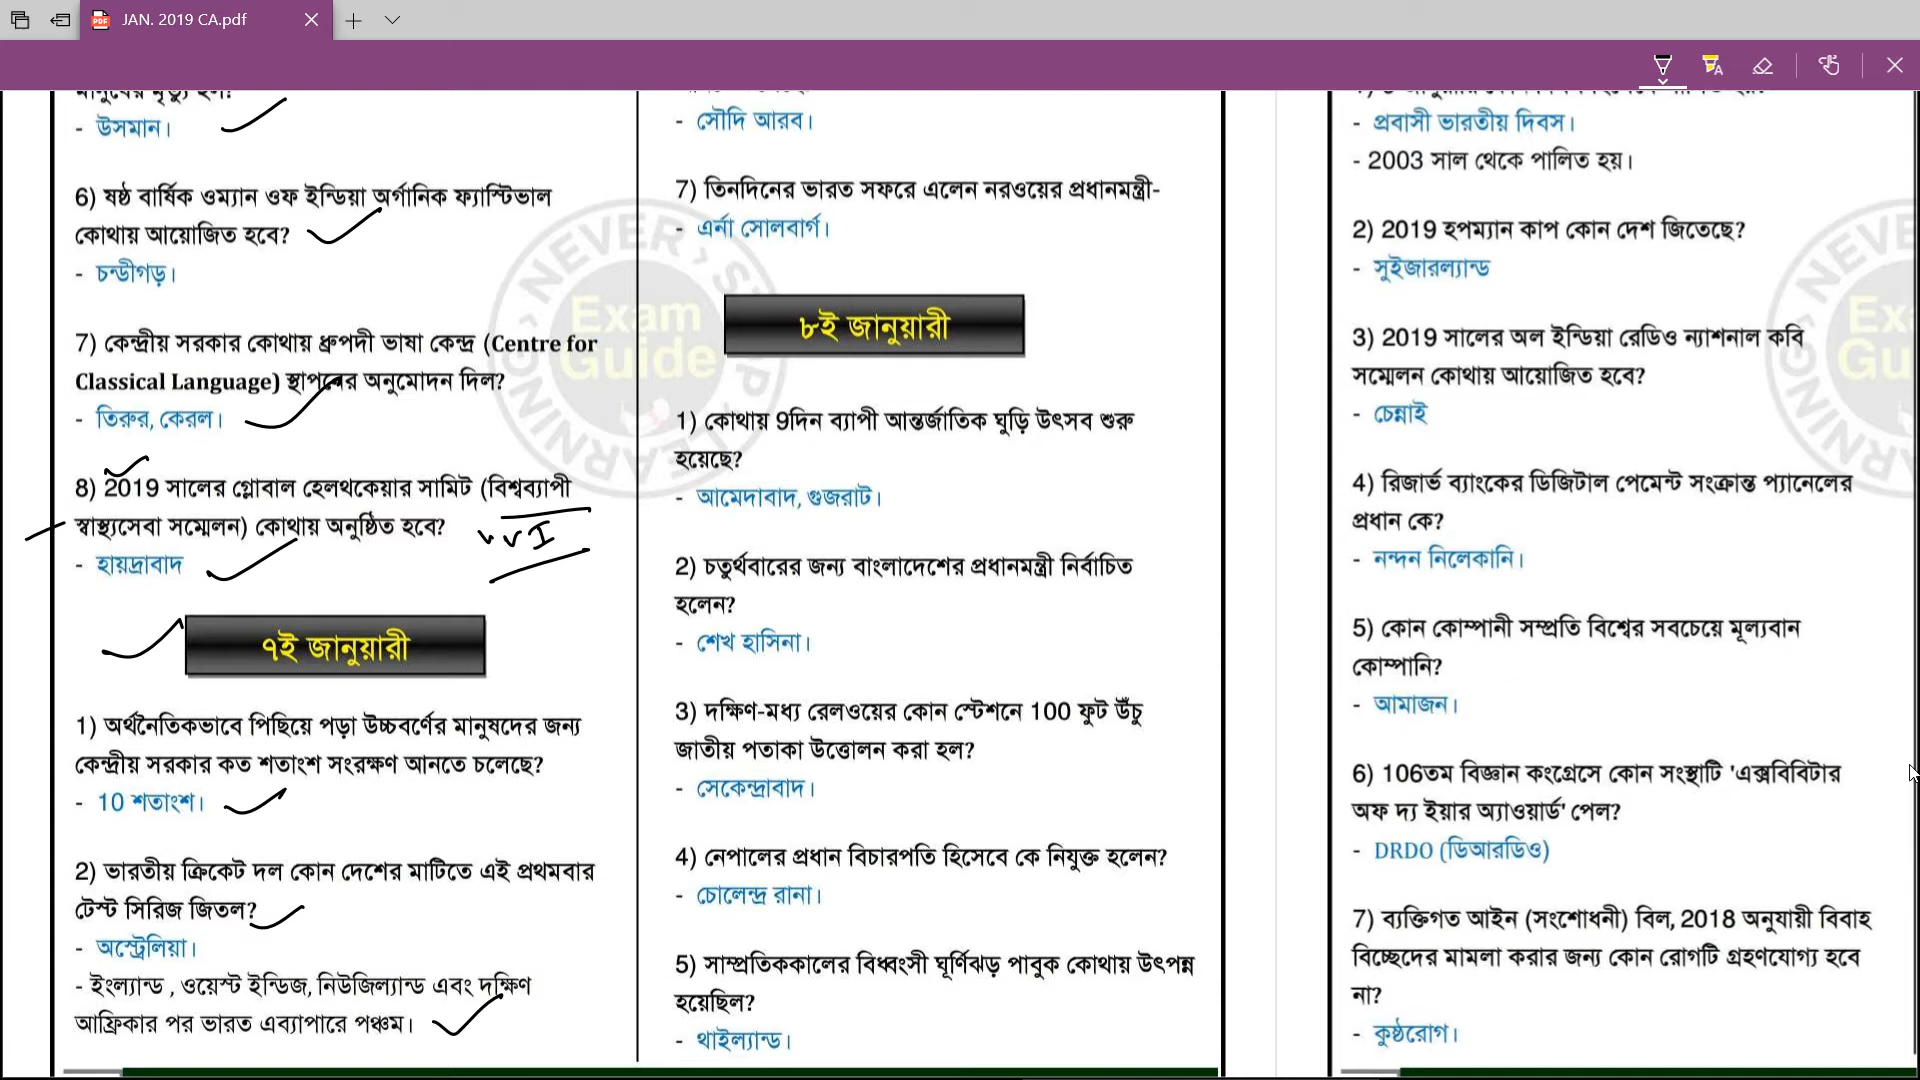 JAN. 2019 CA.pdf
মানুষের মৃত্যু হল?
- উসমান।
6) ষষ্ঠ বার্ষিক ওম্যান ওফ ইন্ডিয়া অর্গানিক ফ্যাস্টিভাল
কোথায় আয়োজিত হবে?
- চন্ডীগড়।
7) কেন্দ্রীয় সরকার কোথায় ধ্রুপদী ভাষা কেন্দ্র (Centre for
Classical Language) স্থাপনের অনুমোদন দিল?
- তিরুর, কেরল।
8) 2019 সালের গ্লোবাল হেলথকেয়ার সামিট (বিশ্বব্যাপী
স্বাস্থ্যসেবা সম্মেলন) কোথায় অনুষ্ঠিত হবে?
vvI
- হায়দ্রাবাদ
৭ই জানুয়ারী
1) অর্থনৈতিকভাবে পিছিয়ে পড়া উচ্চবর্ণের মানুষদের জন্য
কেন্দ্রীয় সরকার কত শতাংশ সংরক্ষণ আনতে চলেছে?
- 10 শতাংশ।
2) ভারতীয় ক্রিকেট দল কোন দেশের মাটিতে এই প্রথমবার
টেস্ট সিরিজ জিতল?
- অস্ট্রেলিয়া।
- ইংল্যান্ড , ওয়েস্ট ইন্ডিজ, নিউজিল্যান্ড এবং দক্ষিণ
আফ্রিকার পর ভারত এব্যাপারে পঞ্চম।
- সৌদি আরব।
7) তিনদিনের ভারত সফরে এলেন নরওয়ের প্রধানমন্ত্রী-
- এর্না সোলবার্গ।
৮ই জানুয়ারী
1) কোথায় 9দিন ব্যাপী আন্তর্জাতিক ঘুড়ি উৎসব শুরু
হয়েছে?
- আমেদাবাদ, গুজরাট।
2) চতুর্থবারের জন্য বাংলাদেশের প্রধানমন্ত্রী নির্বাচিত
হলেন?
- শেখ হাসিনা।
3) দক্ষিণ-মধ্য রেলওয়ের কোন স্টেশনে 100 ফুট উঁচু
জাতীয় পতাকা উত্তোলন করা হল?
- সেকেন্দ্রাবাদ।
4) নেপালের প্রধান বিচারপতি হিসেবে কে নিযুক্ত হলেন?
- চোলেন্দ্র রানা।
5) সাম্প্রতিককালের বিধ্বংসী ঘূর্ণিঝড় পাবুক কোথায় উৎপন্ন
হয়েছিল?
- থাইল্যান্ড।
- প্রবাসী ভারতীয় দিবস।
- 2003 সাল থেকে পালিত হয়।
2) 2019 হপম্যান কাপ কোন দেশ জিতেছে?
- সুইজারল্যান্ড
3) 2019 সালের অল ইন্ডিয়া রেডিও ন্যাশনাল কবি
সম্মেলন কোথায় আয়োজিত হবে?
- চেন্নাই
4) রিজার্ভ ব্যাংকের ডিজিটাল পেমেন্ট সংক্রান্ত প্যানেলের
প্রধান কে?
- নন্দন নিলেকানি।
5) কোন কোম্পানী সম্প্রতি বিশ্বের সবচেয়ে মূল্যবান
কোম্পানি?
- আমাজন।
6) 106তম বিজ্ঞান কংগ্রেসে কোন সংস্থাটি 'এক্সবিবিটার
অফ দ্য ইয়ার অ্যাওয়ার্ড' পেল?
- DRDO (ডিআরডিও)
7) ব্যক্তিগত আইন (সংশোধনী) বিল, 2018 অনুযায়ী বিবাহ
বিচ্ছেদের মামলা করার জন্য কোন রোগটি গ্রহণযোগ্য হবে
না?
- কুষ্ঠরোগ।
NEVER STOP LEARNING
Exam
Guide